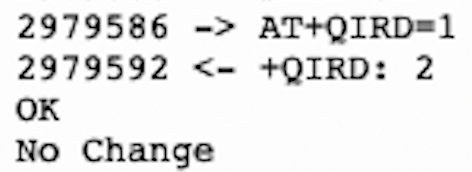 2979586 -> AT+QIRD=1
2979592 <- +QIRD: 2
OK
No Change